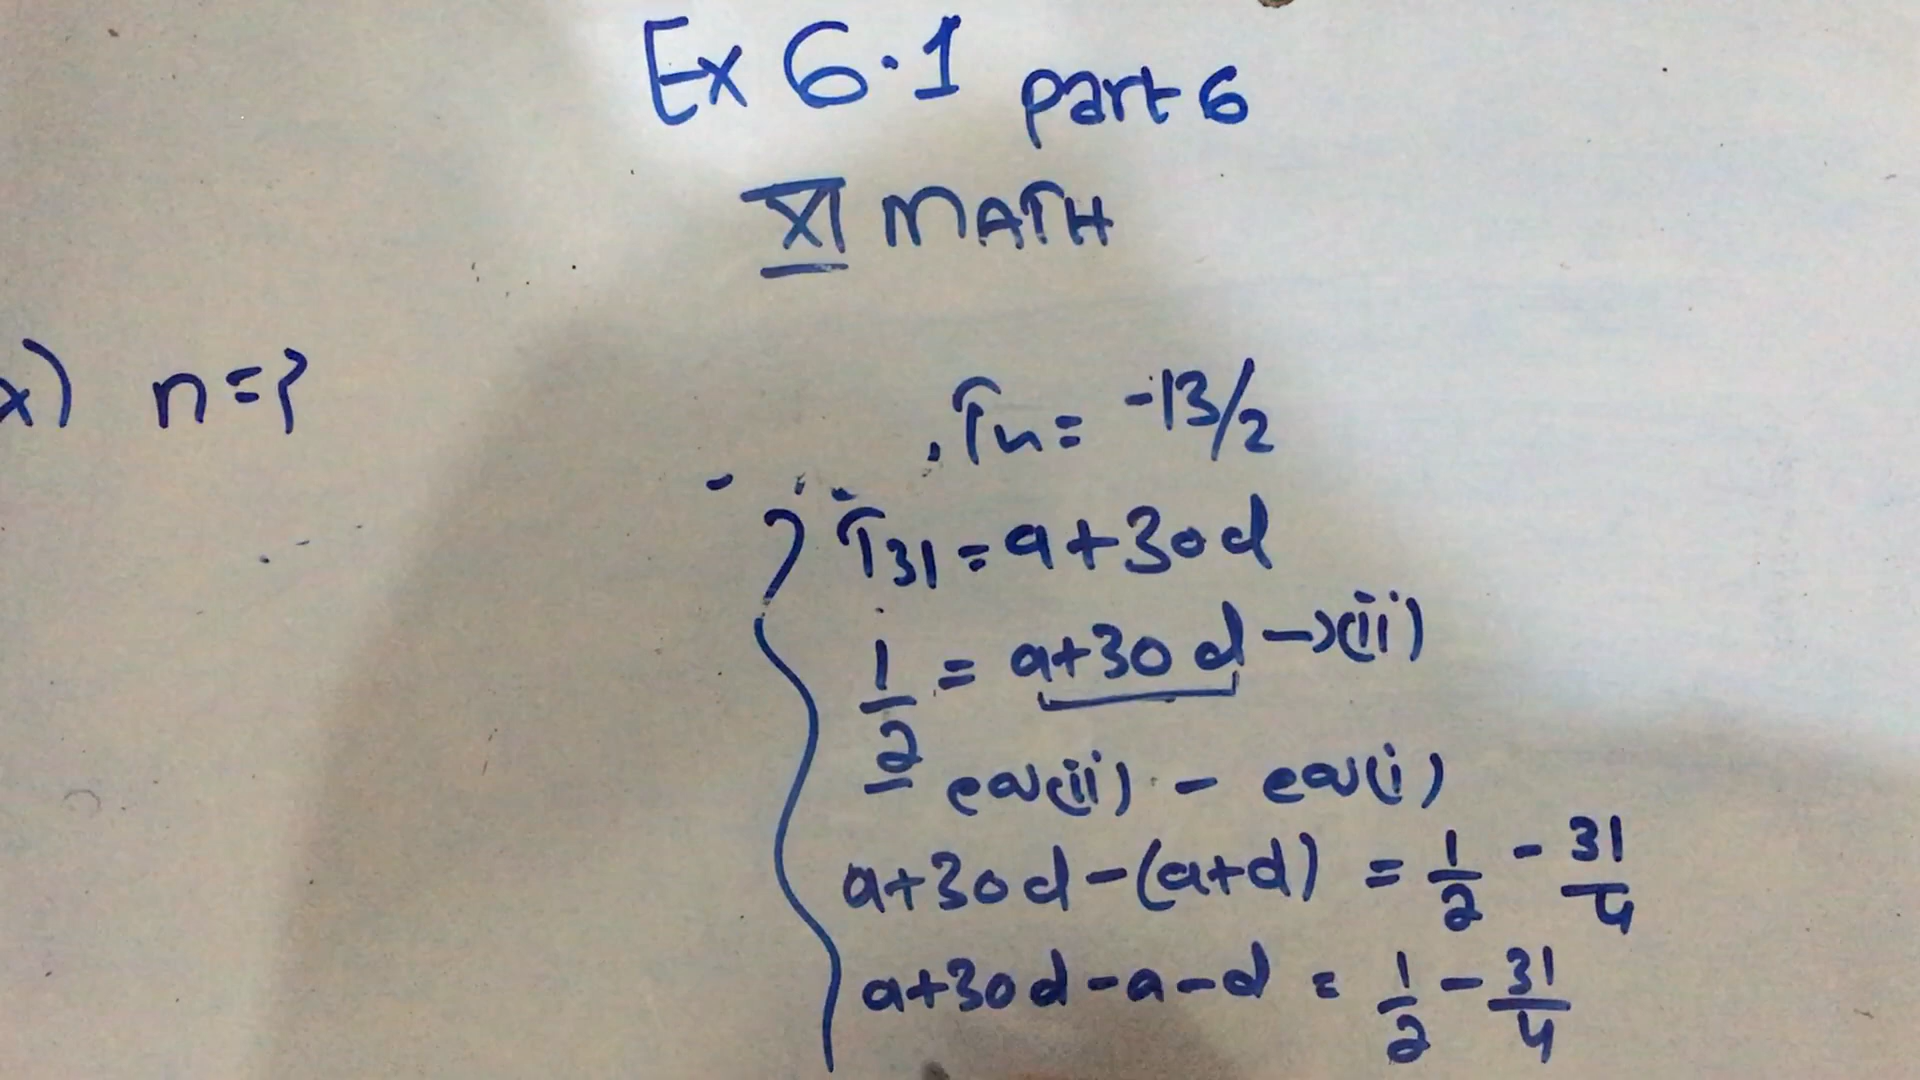 Ex 6.1 part 6
XI MATH
x) n=?
Tn = -13/2
T31 = a+30d
1/2 = a+30d →(ii)
eq(ii) - eq(i)
a+30d-(a+d) = 1/2 - 31/4
a+30d-a-d = 1/2 - 31/4